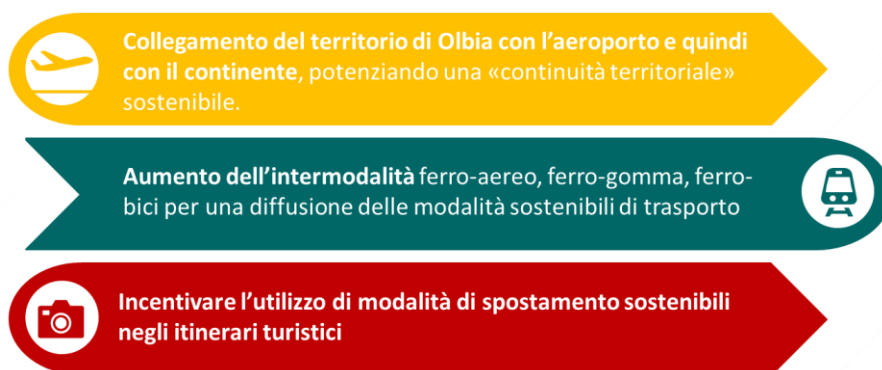 Collegamento del territorio di Olbia con l’aeroporto e quindi
con il continente, potenziando una «continuità territoriale»
sostenibile.
Aumento dell’intermodalità ferro-aereo, ferro-gomma, ferro-
bici per una diffusione delle modalità sostenibili di trasporto
Incentivare l’utilizzo di modalità di spostamento sostenibili
negli itinerari turistici